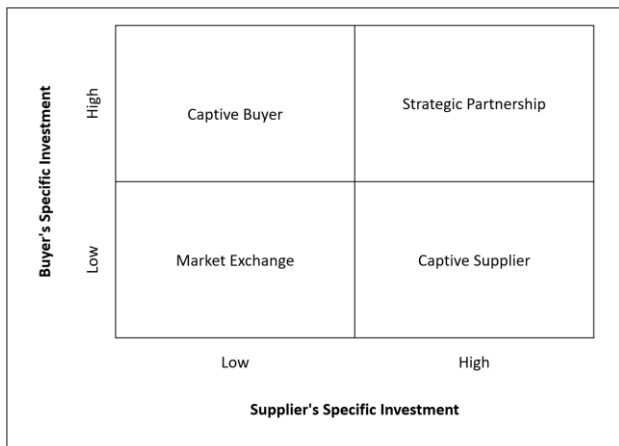 Buyer's Specific Investment
High
Captive Buyer
Strategic Partnership
Low
Market Exchange
Captive Supplier
Low
High
Supplier's Specific Investment